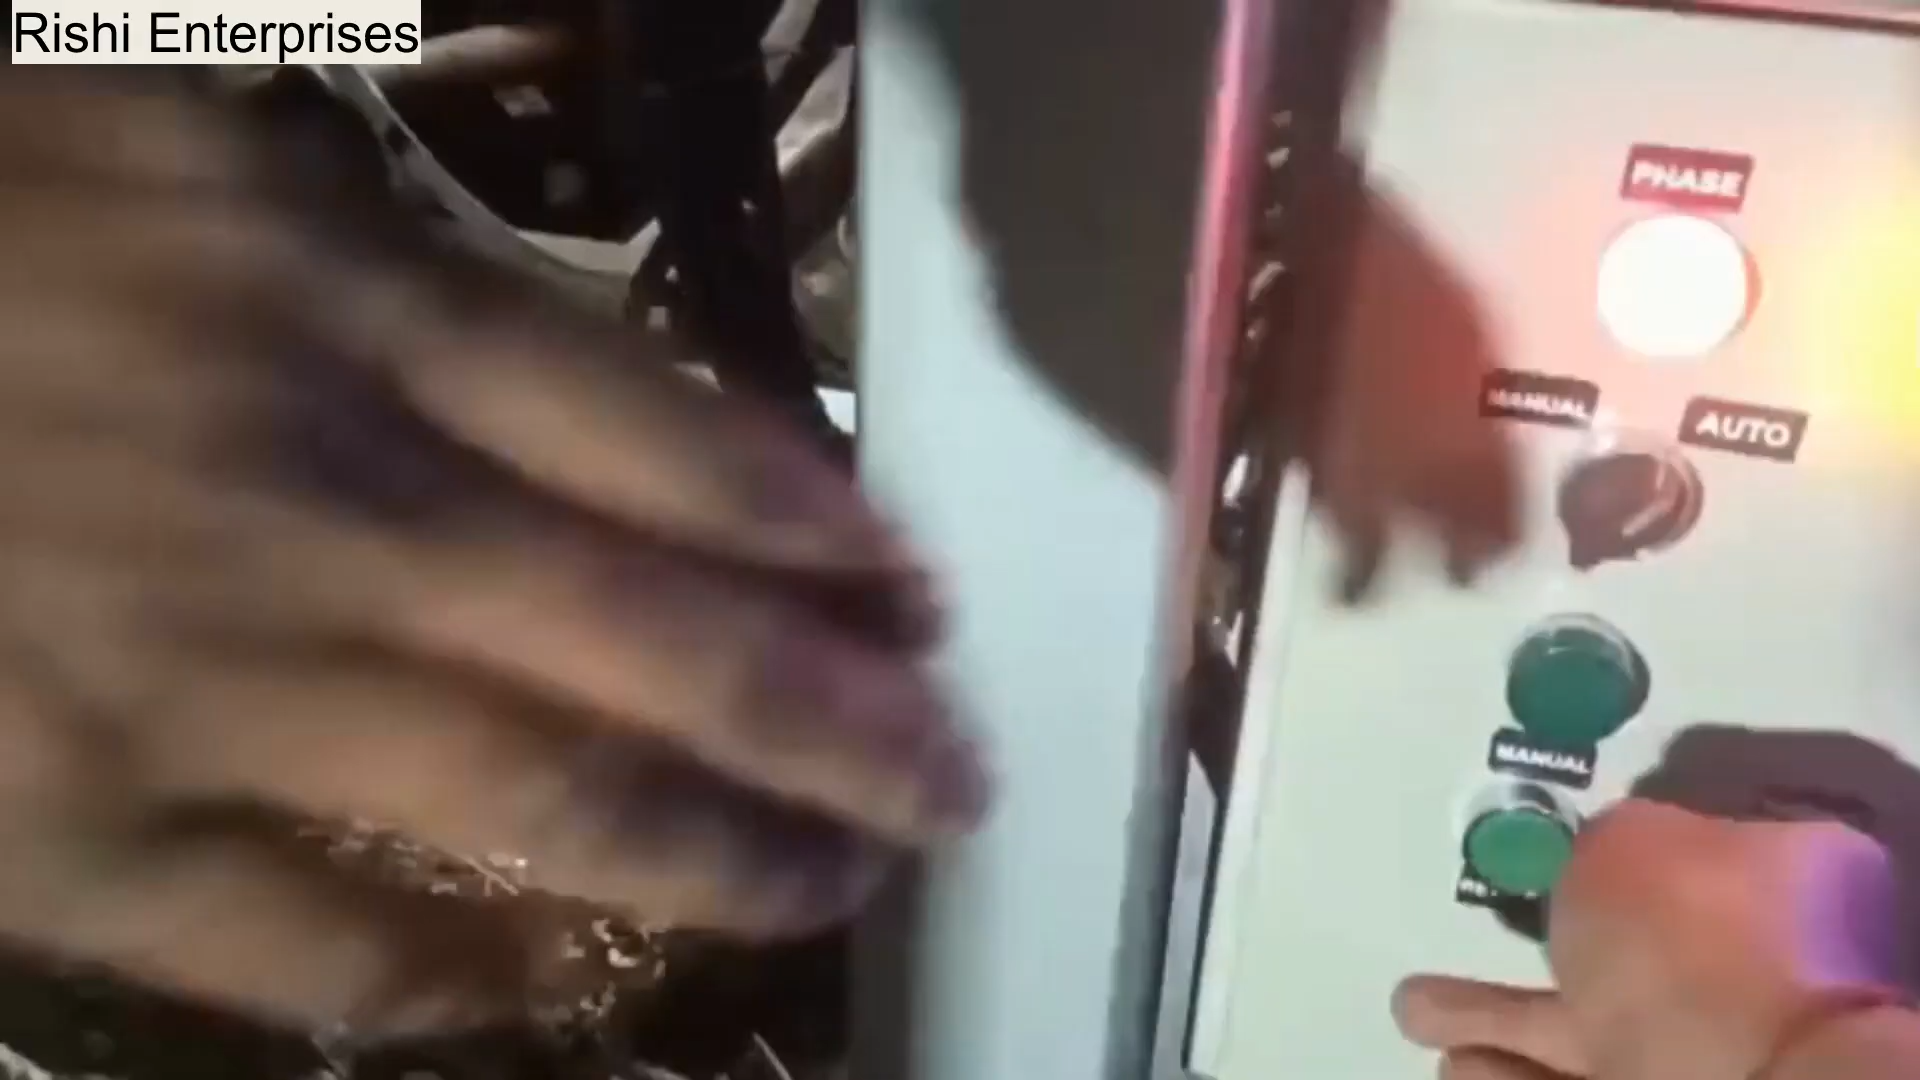 Rishi Enterprises
PHASE
MANUAL
AUTO
MANUAL